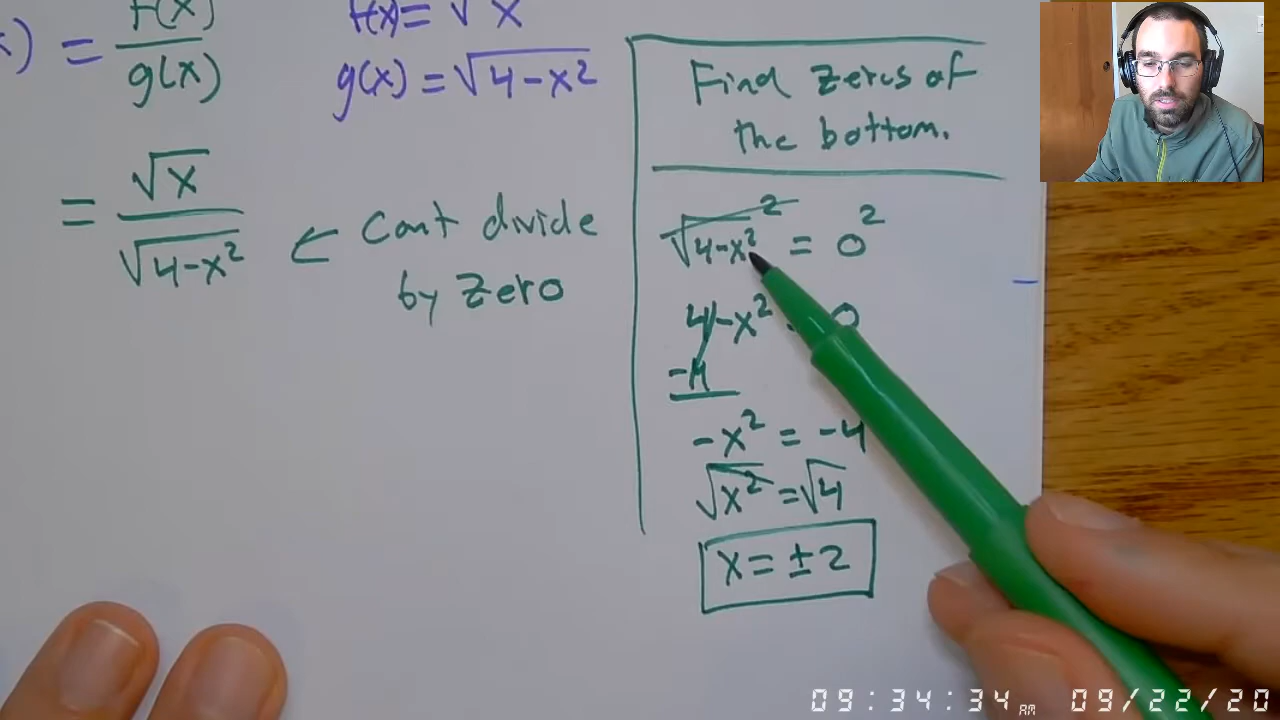 ) = f(x)/g(x)
f(x) = √x
g(x) = √4-x²
= √x/√4-x² ← Cant divide
by zero
Find zeros of
the bottom.
√4-x² ² = 0²
4-x² = 0
-4
-x² = -4
√x² = √4
x = ±2
09:34:34 AM 09/22/20